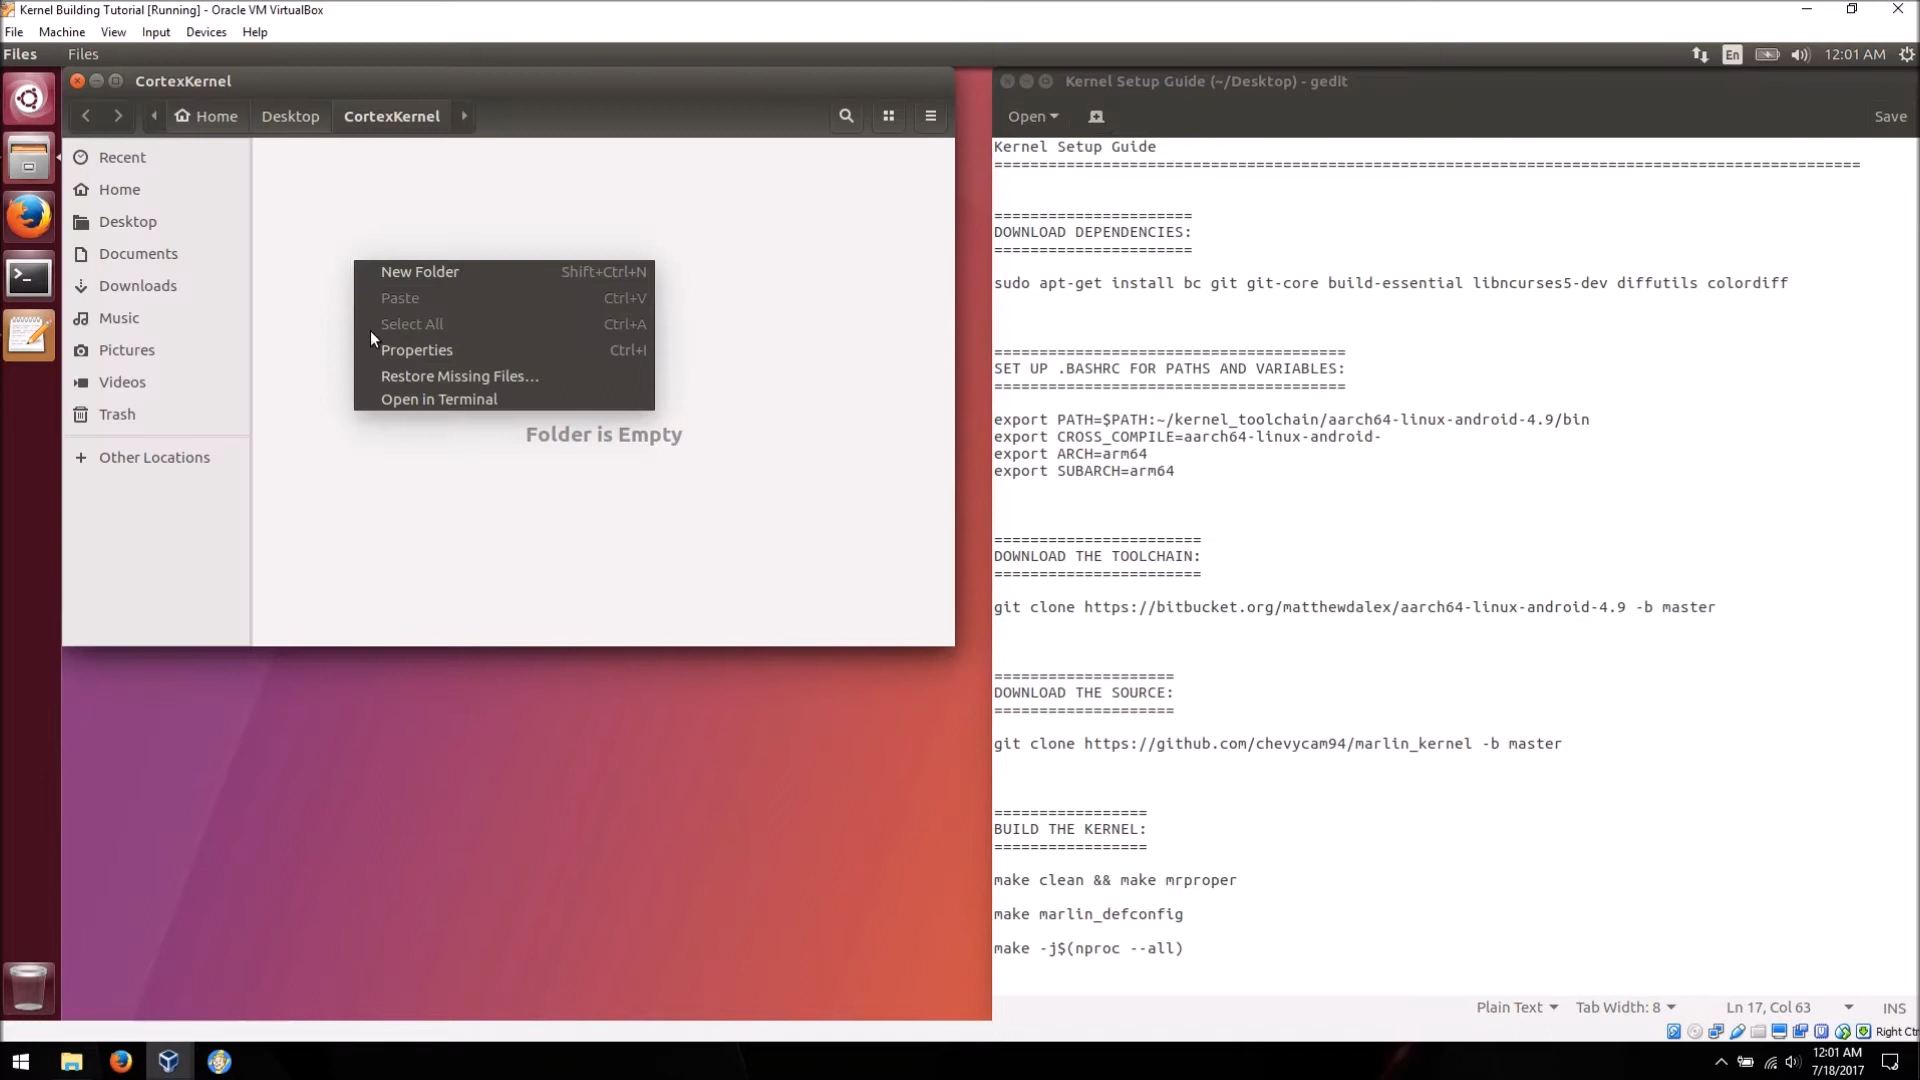 Kernel Building Tutorial [Running] - Oracle VM VirtualBox
File Machine View Input Devices Help
Files Files En 12:01 AM
CortexKernel
Home Desktop CortexKernel
Recent
Home
Desktop
Documents
Downloads
Music
Pictures
Videos
Trash
Other Locations
New Folder Shift+Ctrl+N
Paste Ctrl+V
Select All Ctrl+A
Properties Ctrl+I
Restore Missing Files...
Open in Terminal
Folder is Empty
Kernel Setup Guide (~/Desktop) - gedit
Open Save
Kernel Setup Guide
================================================================================================
======================
DOWNLOAD DEPENDENCIES:
======================
sudo apt-get install bc git git-core build-essential libncurses5-dev diffutils colordiff
=======================================
SET UP .BASHRC FOR PATHS AND VARIABLES:
=======================================
export PATH=$PATH:~/kernel_toolchain/aarch64-linux-android-4.9/bin
export CROSS_COMPILE=aarch64-linux-android-
export ARCH=arm64
export SUBARCH=arm64
=======================
DOWNLOAD THE TOOLCHAIN:
=======================
git clone https://bitbucket.org/matthewdalex/aarch64-linux-android-4.9 -b master
====================
DOWNLOAD THE SOURCE:
====================
git clone https://github.com/chevycam94/marlin_kernel -b master
=================
BUILD THE KERNEL:
=================
make clean && make mrproper
make marlin_defconfig
make -j$(nproc --all)
Plain Text Tab Width: 8 Ln 17, Col 63 INS
Right Ctrl
12:01 AM
7/18/2017